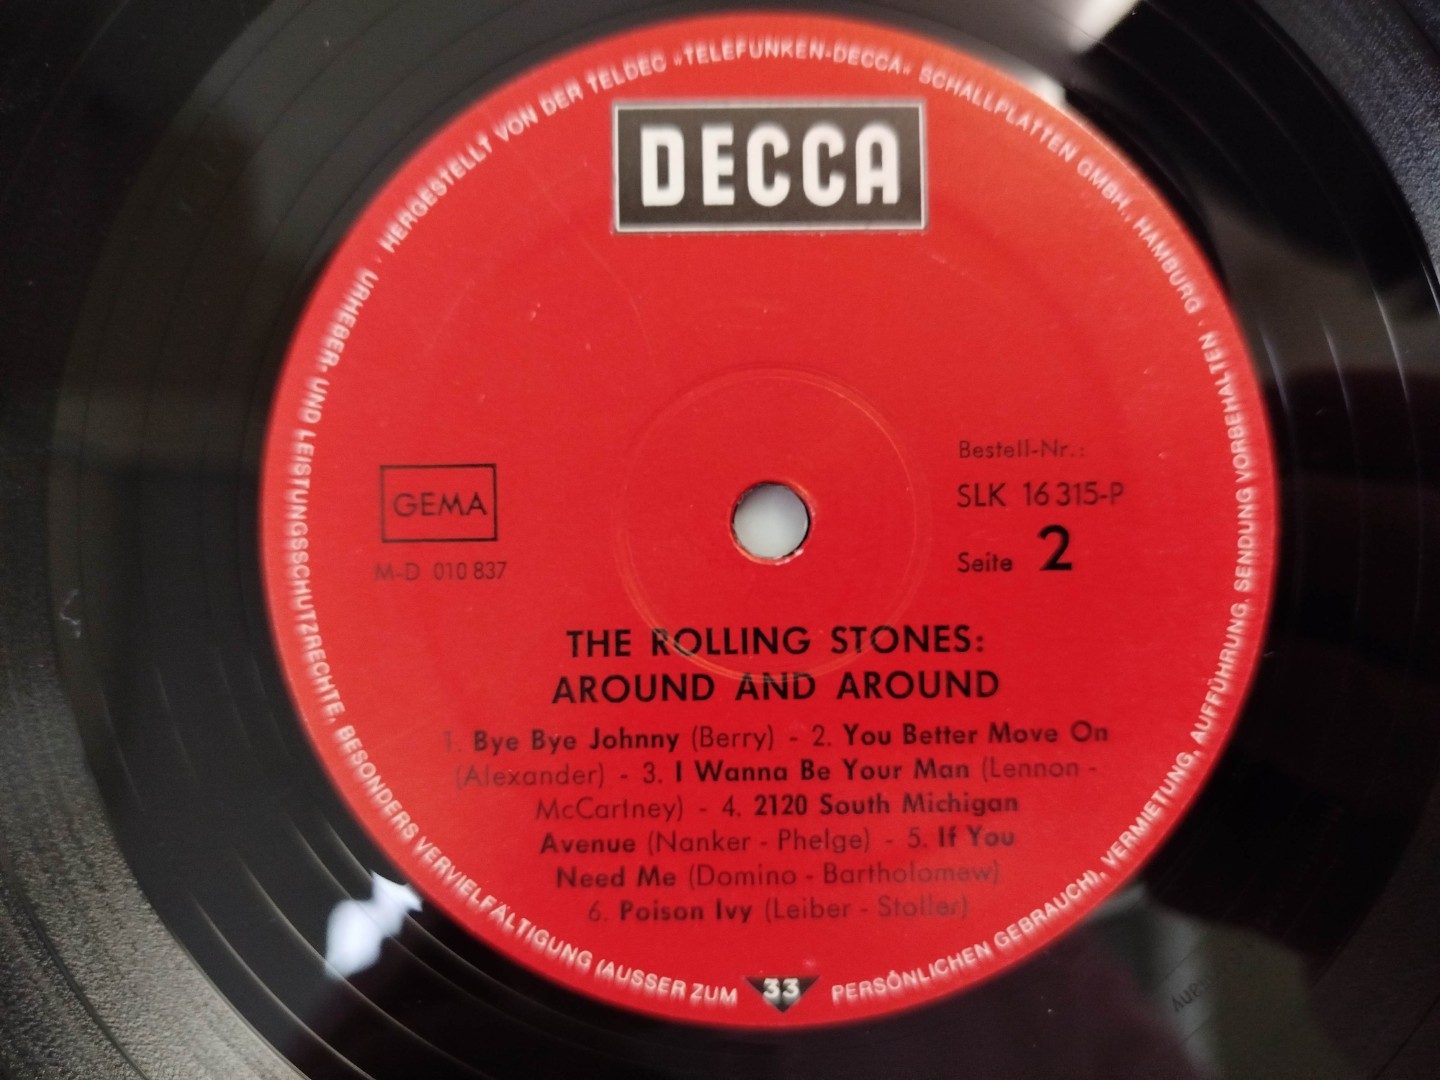 HERGESTELLT VON DER TELDEC »TELEFUNKEN-DECCA« SCHALLPLATTEN GMBH., HAMBURG · URHEBER- UND LEISTUNGSSCHUTZRECHTE, BESONDERS VERVIELFÄLTIGUNG (AUSSER ZUM PERSÖNLICHEN GEBRAUCH), VERMIETUNG, AUFFÜHRUNG, SENDUNG VORBEHALTEN ·
DECCA
Bestell-Nr.:
GEMA
SLK 16 315-P
M-D 010 837
Seite 2
THE ROLLING STONES:
AROUND AND AROUND
1. Bye Bye Johnny (Berry) - 2. You Better Move On
(Alexander) - 3. I Wanna Be Your Man (Lennon -
McCartney) - 4. 2120 South Michigan
Avenue (Nanker - Phelge) - 5. If You
Need Me (Domino - Bartholomew)
6. Poison Ivy (Leiber - Stoller)
33